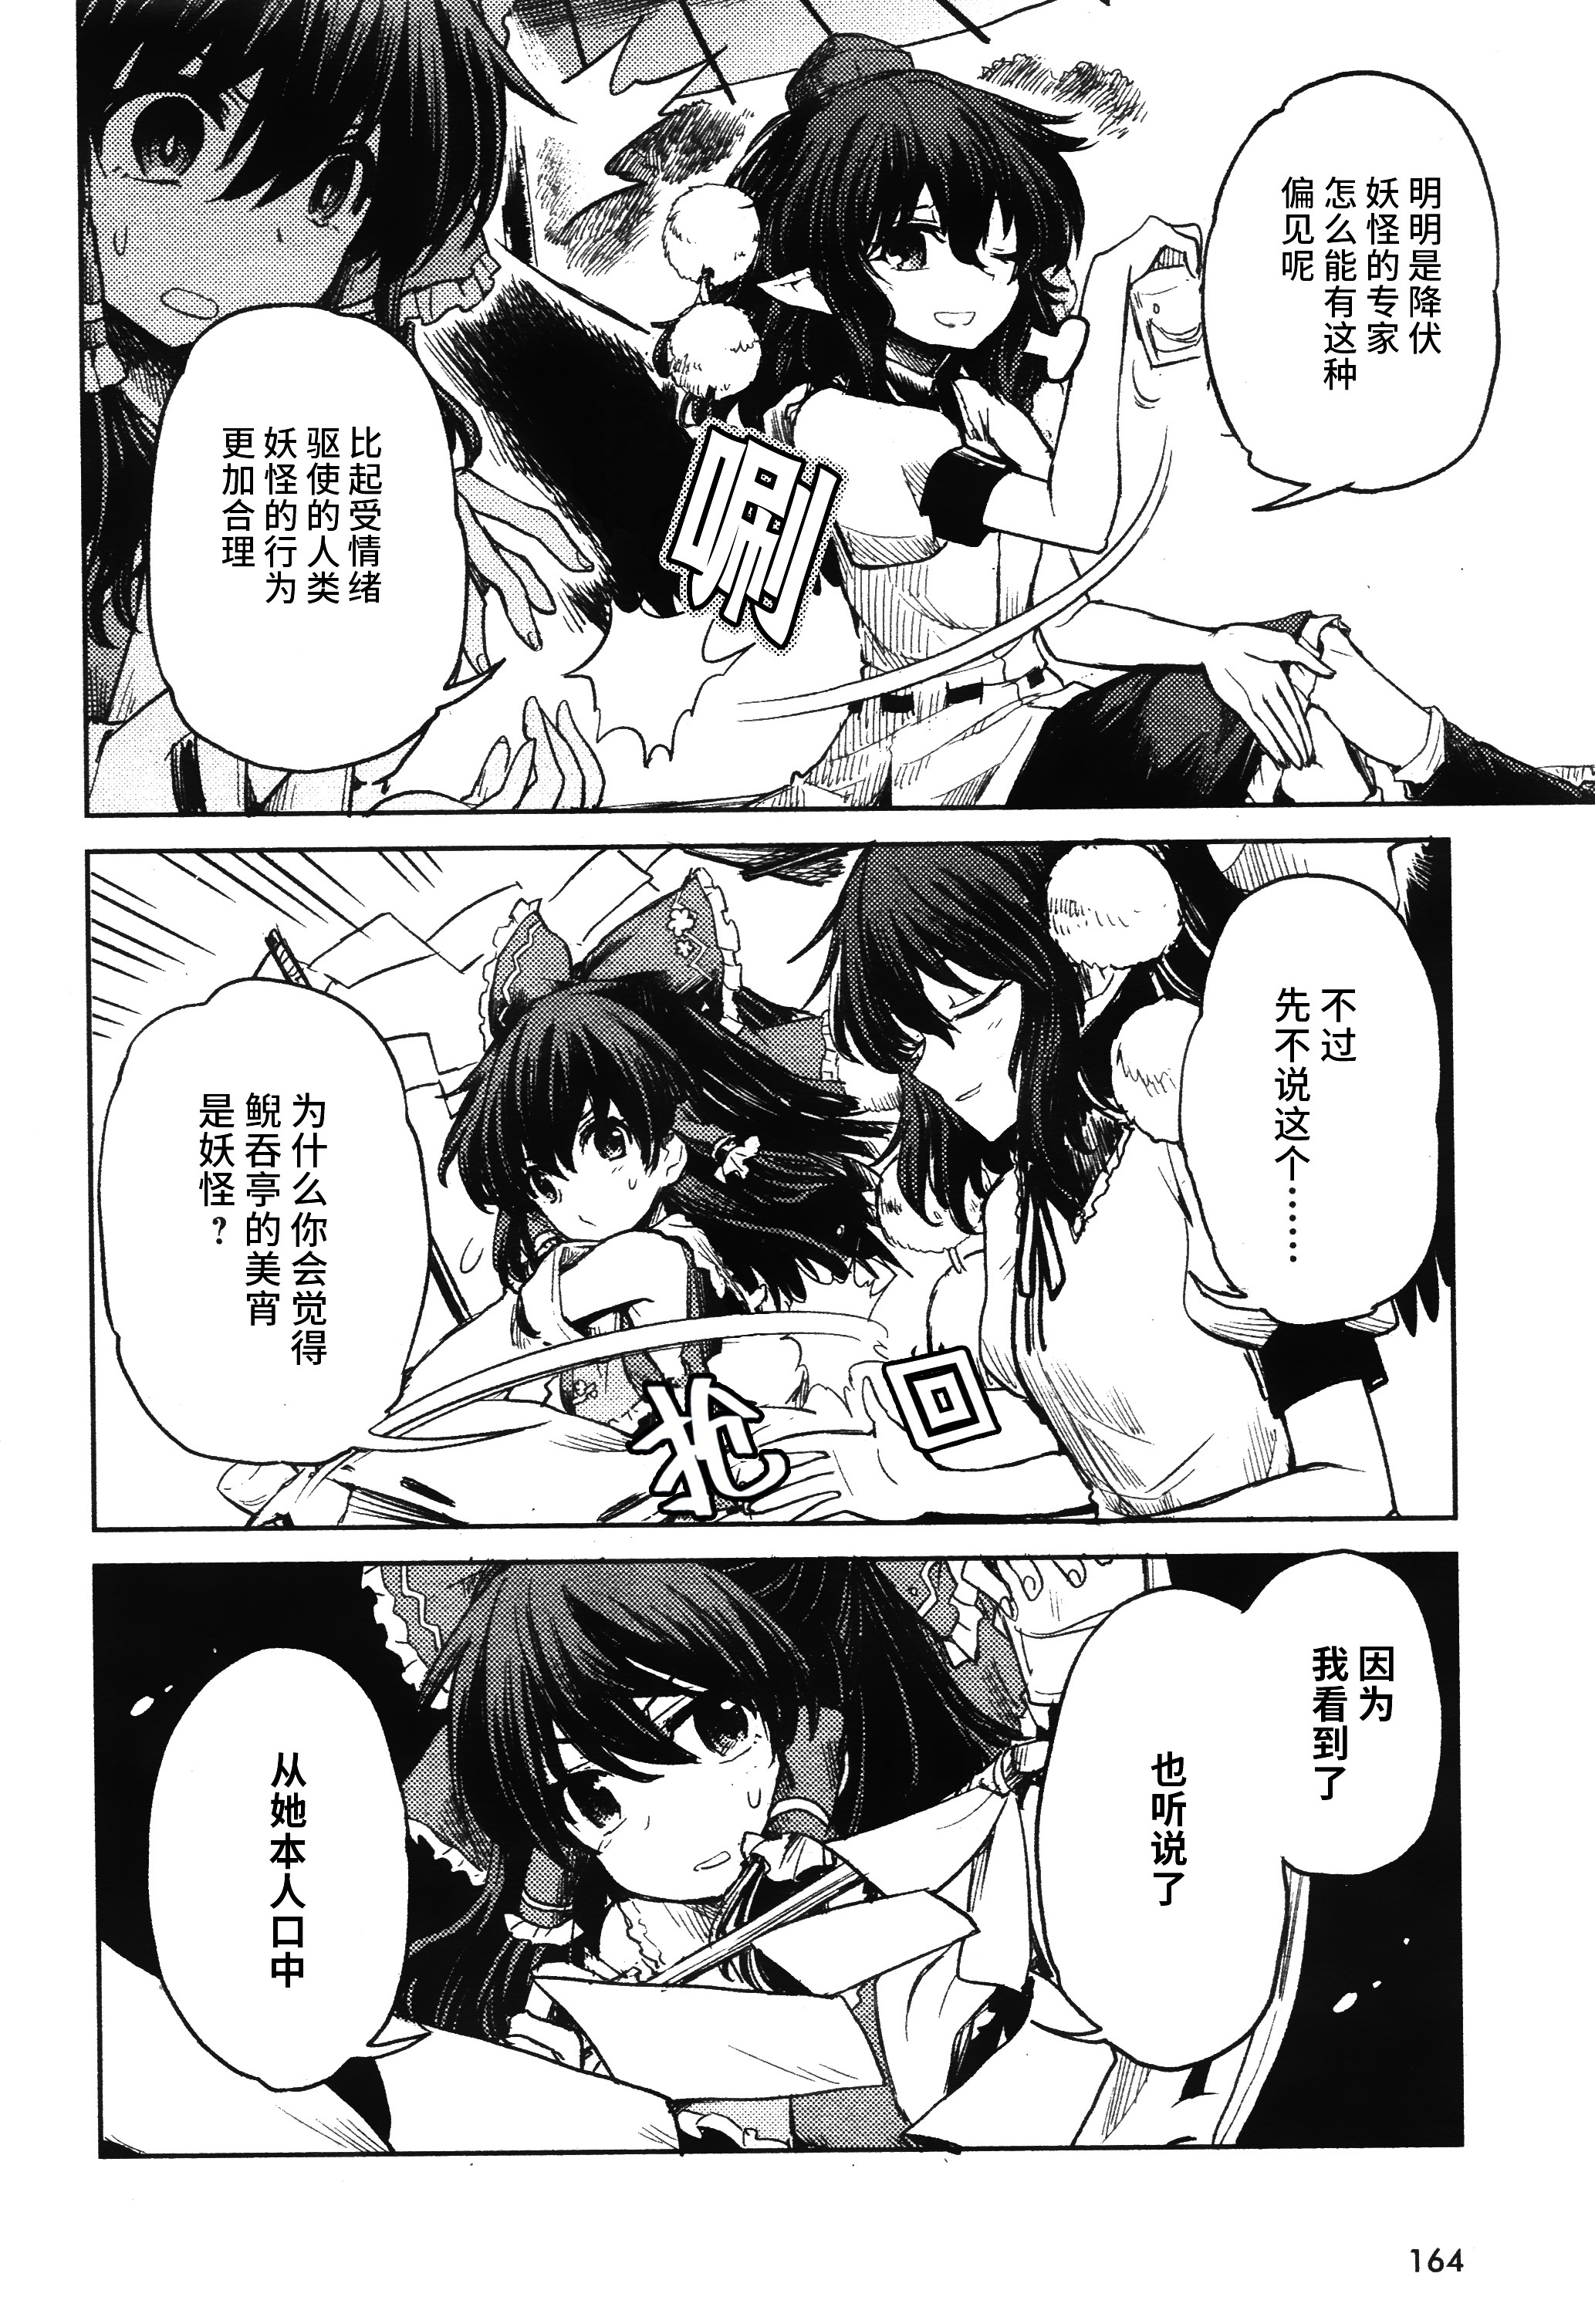 明明是降伏
妖怪的专家
怎么能有这种
偏见呢
唰
比起受情绪
驱使的人类
妖怪的行为
更加合理
不过
先不说这个……
抢
回
为什么你会觉得
鲵吞亭的美宵
是妖怪？
因为
我看到了
也听说了
从她本人口中
164